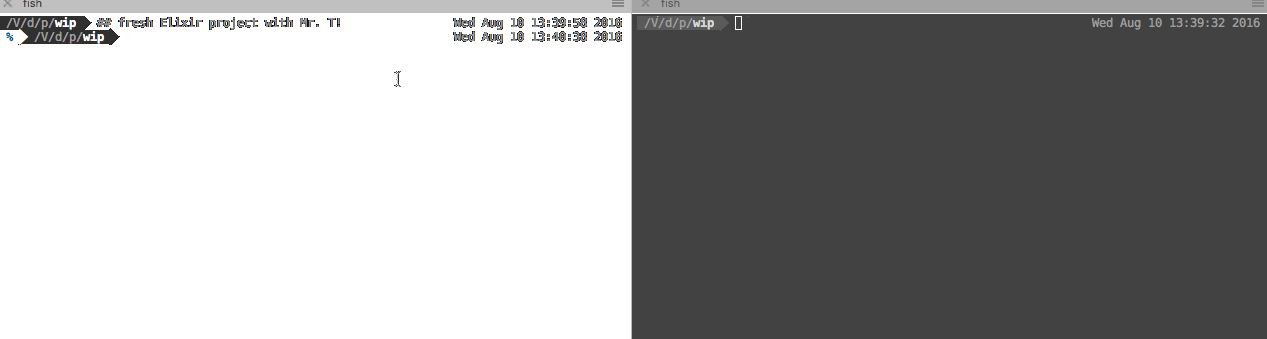 fish
/V/d/p/wip ## fresh Elixir project with Mr. T! Wed Aug 10 13:39:50 2016
% /V/d/p/wip Wed Aug 10 13:40:30 2016
fish
/V/d/p/wip Wed Aug 10 13:39:32 2016